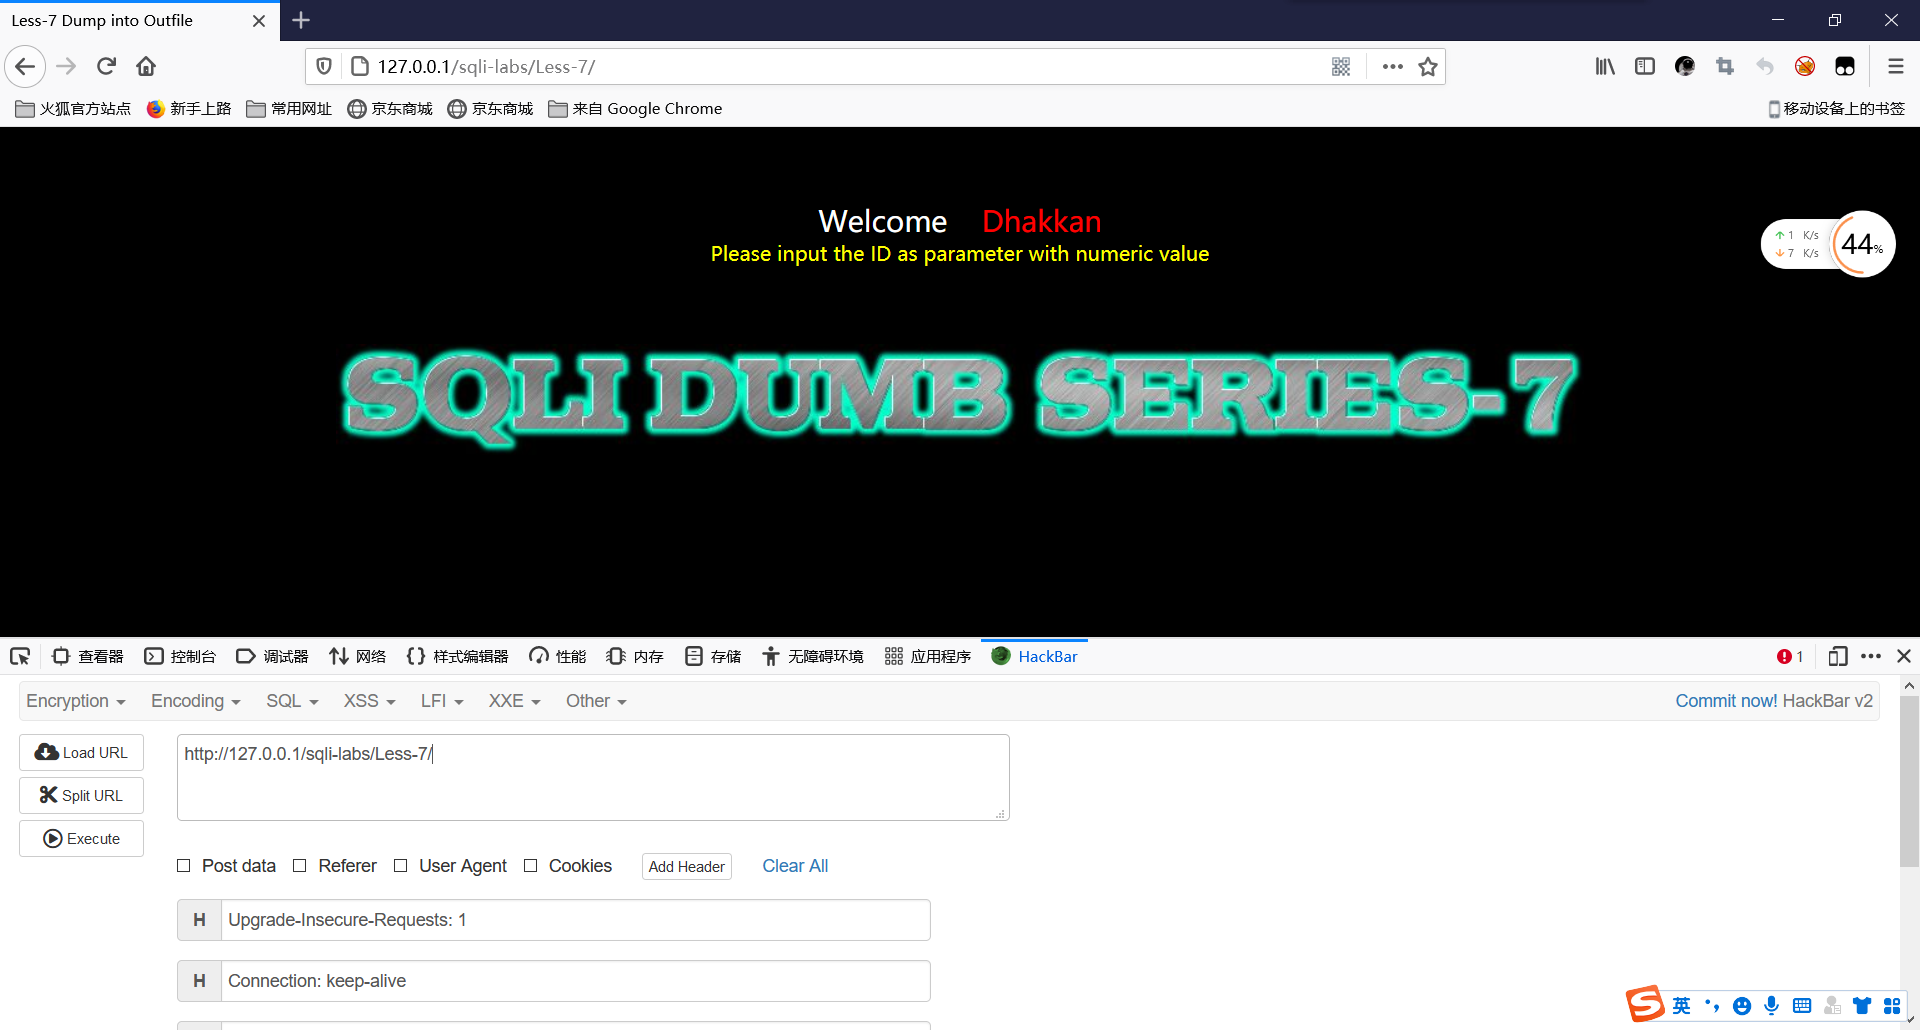 Less-7 Dump into Outfile
127.0.0.1/sqli-labs/Less-7/
火狐官方站点 新手上路 常用网址 京东商城 京东商城 来自 Google Chrome 移动设备上的书签
Welcome Dhakkan
Please input the ID as parameter with numeric value
1 K/s
7 K/s
44%
SQLI DUMB SERIES-7
查看器 控制台 调试器 网络 样式编辑器 性能 内存 存储 无障碍环境 应用程序 HackBar 1
Encryption Encoding SQL XSS LFI XXE Other Commit now! HackBar v2
Load URL http://127.0.0.1/sqli-labs/Less-7/
Split URL
Execute
Post data Referer User Agent Cookies Add Header Clear All
H Upgrade-Insecure-Requests: 1
H Connection: keep-alive
S 英